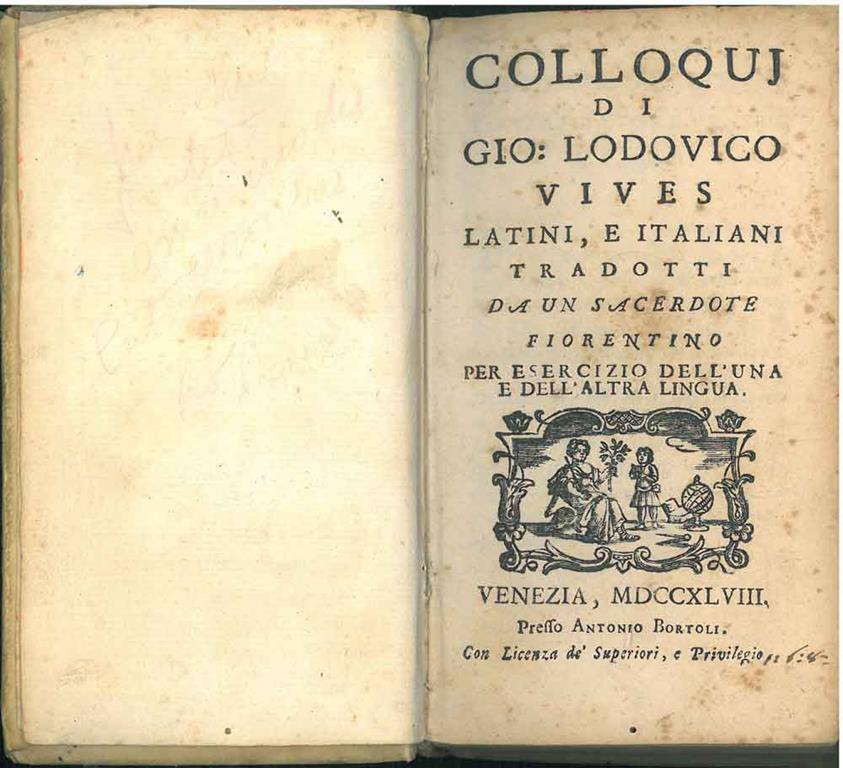 COLLOQUJ
DI
GIO: LODOVICO
VIVES
LATINI, E ITALIANI
TRADOTTI
DA UN SACERDOTE
FIORENTINO
PER ESERCIZIO DELL'UNA
E DELL'ALTRA LINGUA.
VENEZIA, MDCCXLVIII.
Preſſo ANTONIO BORTOLI.
Con Licenza de' Superiori, e Privilegio